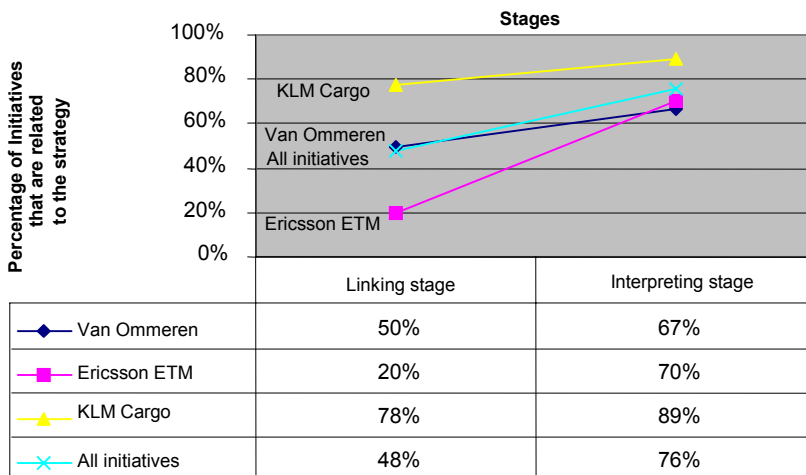 Stages
Percentage of Initiatives
that are related
to the strategy
100%
80%
60%
40%
20%
0%
KLM Cargo
Van Ommeren
All initiatives
Ericsson ETM
Linking stage Interpreting stage
Van Ommeren 50% 67%
Ericsson ETM 20% 70%
KLM Cargo 78% 89%
All initiatives 48% 76%